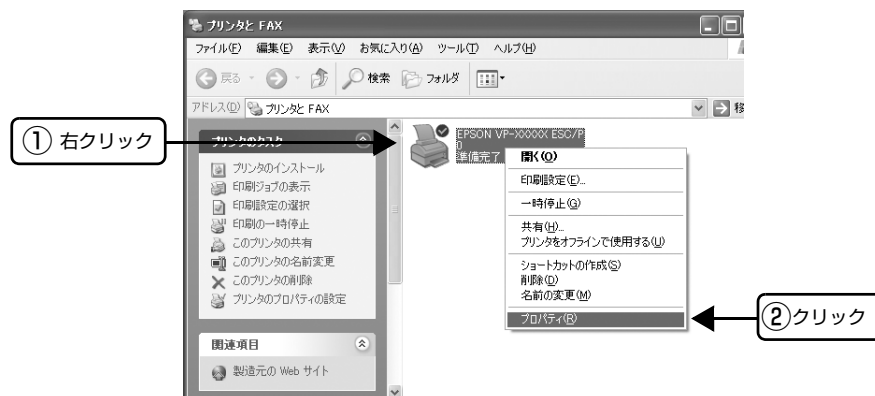 プリンタと FAX
ファイル(F) 編集(E) 表示(V) お気に入り(A) ツール(T) ヘルプ(H)
戻る 検索 フォルダ
アドレス(D) プリンタと FAX 移
① 右クリック
プリンタのタスク
プリンタのインストール
印刷ジョブの表示
印刷設定の選択
印刷の一時停止
このプリンタの共有
このプリンタの名前変更
このプリンタの削除
プリンタのプロパティの設定
関連項目
製造元の Web サイト
EPSON VP-XXXXX ESC/P
0
準備完了
開く(O)
印刷設定(E)...
一時停止(G)
共有(H)...
プリンタをオフラインで使用する(U)
ショートカットの作成(S)
削除(D)
名前の変更(M)
プロパティ(R)
②クリック